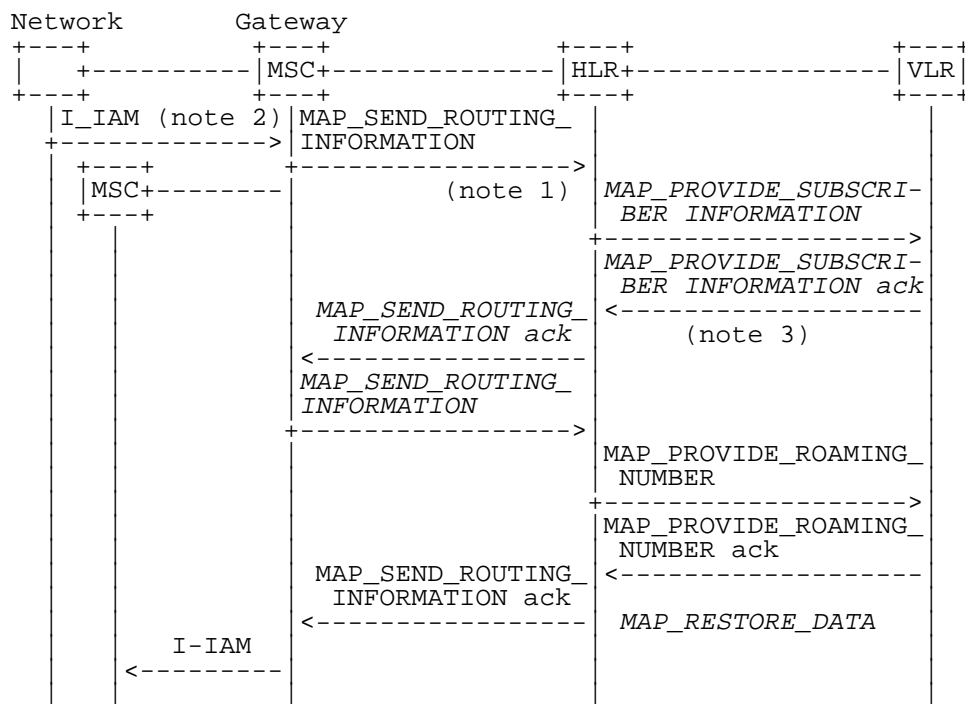 Network Gateway
MSC HLR VLR
I_IAM (note 2) MAP_SEND_ROUTING_
INFORMATION
MSC (note 1) MAP_PROVIDE_SUBSCRI-
BER INFORMATION
MAP_PROVIDE_SUBSCRI-
BER INFORMATION ack
MAP_SEND_ROUTING_
INFORMATION ack (note 3)
MAP_SEND_ROUTING_
INFORMATION
MAP_PROVIDE_ROAMING_
NUMBER
MAP_PROVIDE_ROAMING_
NUMBER ack
MAP_SEND_ROUTING_
INFORMATION ack
MAP_RESTORE_DATA
I-IAM